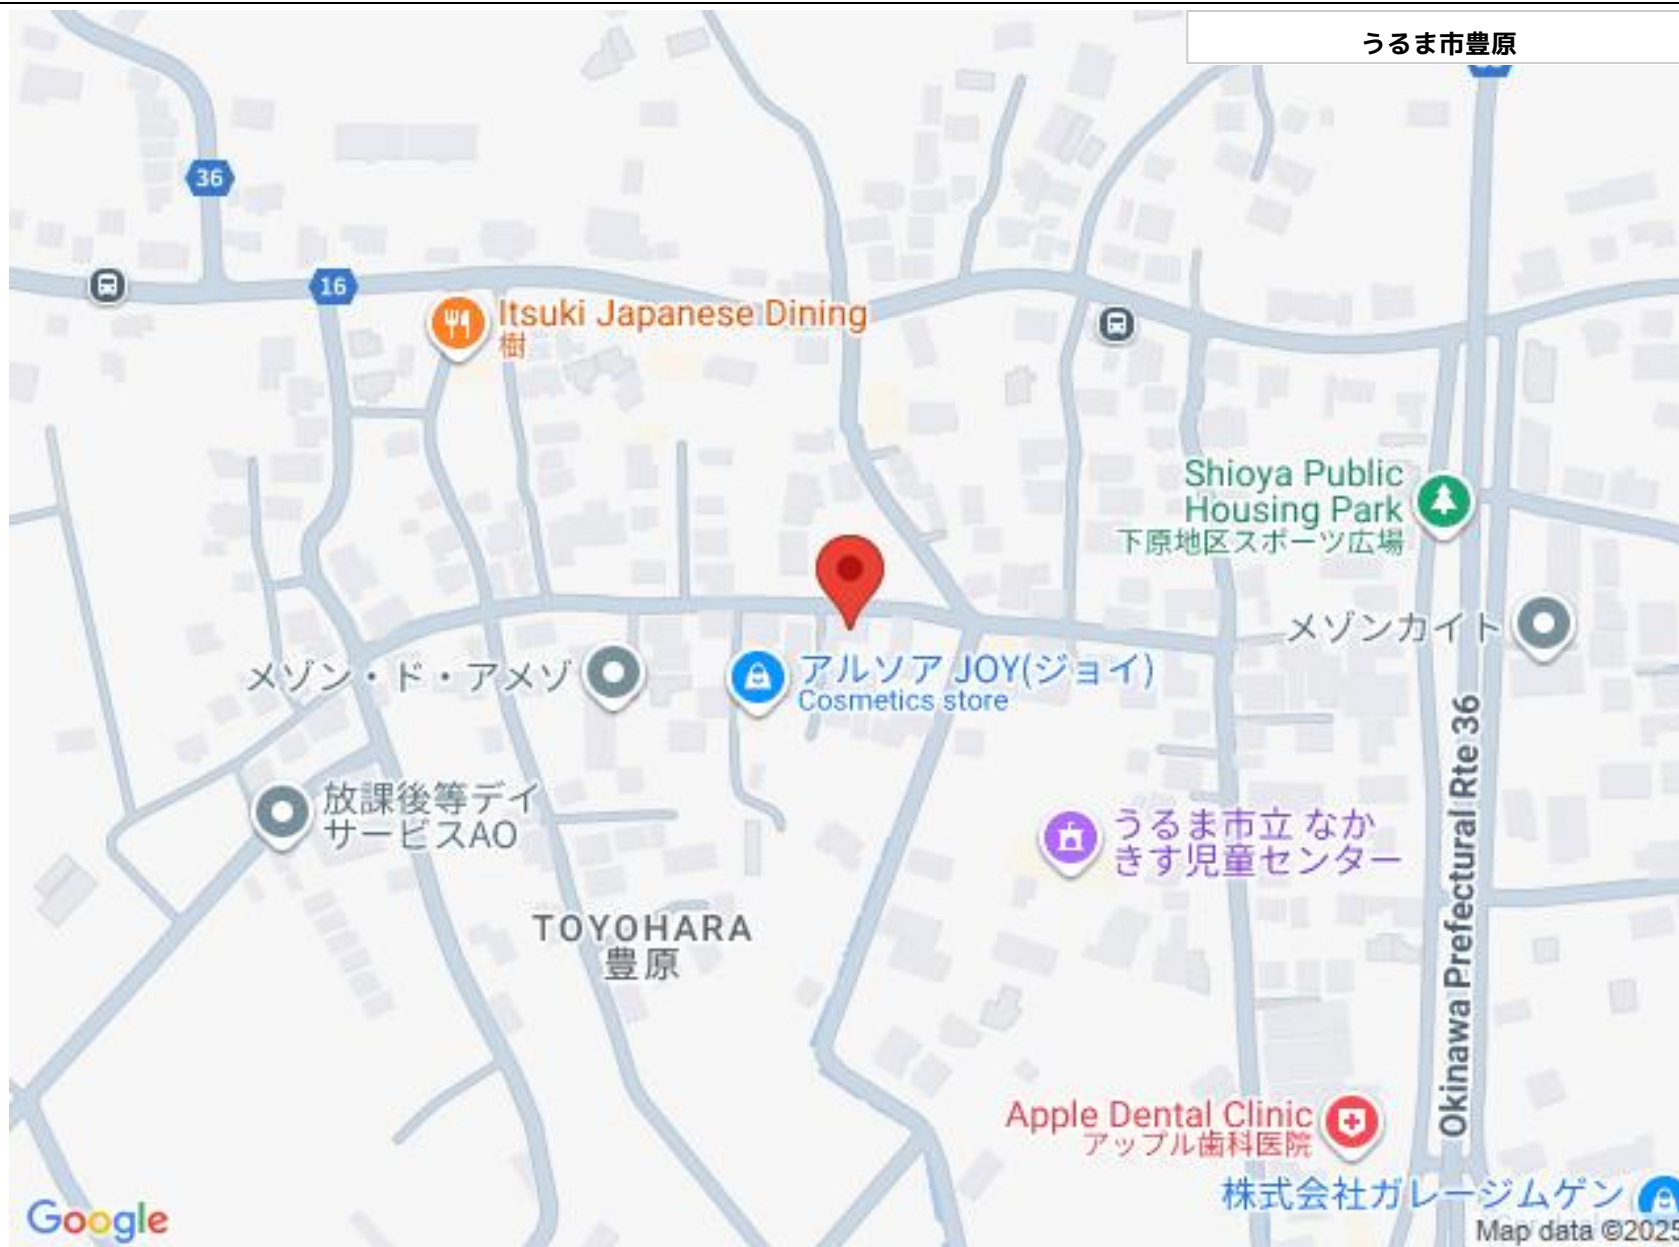 うるま市豊原
36
16
Itsuki Japanese Dining
樹
Shioya Public
Housing Park
下原地区スポーツ広場
メゾンカイト
メゾン・ド・アメゾ
アルソア JOY(ジョイ)
Cosmetics store
放課後等デイ
サービスAO
うるま市立 なか
きす児童センター
TOYOHARA
豊原
Okinawa Prefectural Rte 36
Apple Dental Clinic
アップル歯科医院
株式会社ガレージムゲン
Google
Map data ©2025